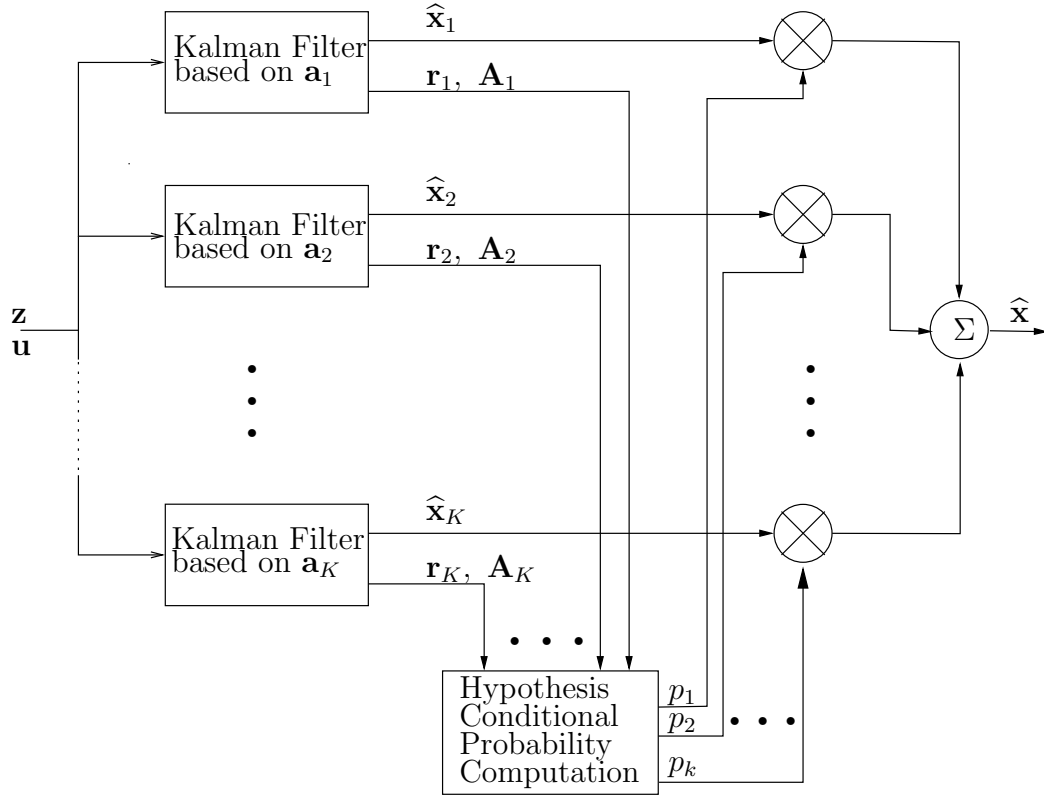 x̂₁
Kalman Filter
based on a₁
r₁, A₁
x̂₂
Kalman Filter
based on a₂
r₂, A₂
z
u
Σ
x̂
x̂_K
Kalman Filter
based on a_K
r_K, A_K
Hypothesis
Conditional
Probability
Computation
p₁
p₂
p_k